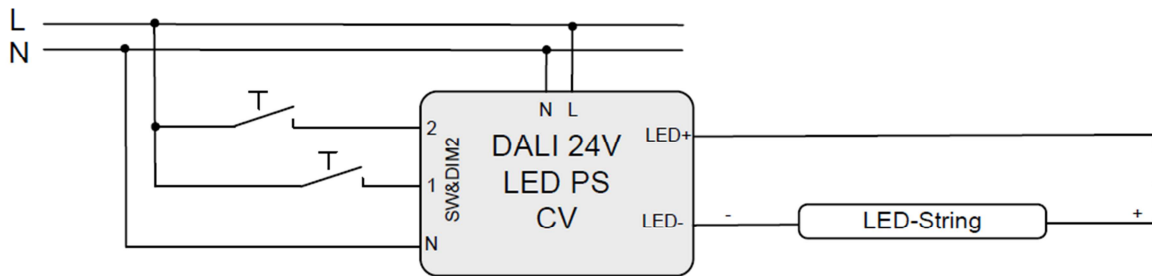 L
N
T
T
N L
2
1
N
SW&DIM2
DALI 24V
LED PS
CV
LED+
LED-
-
LED-String
+